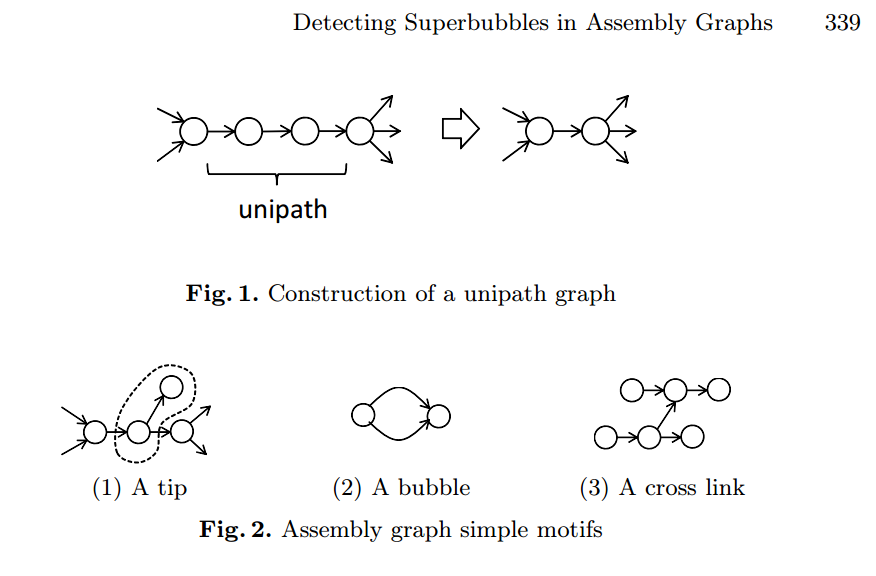 Detecting Superbubbles in Assembly Graphs 339
unipath
Fig. 1. Construction of a unipath graph
(1) A tip (2) A bubble (3) A cross link
Fig. 2. Assembly graph simple motifs